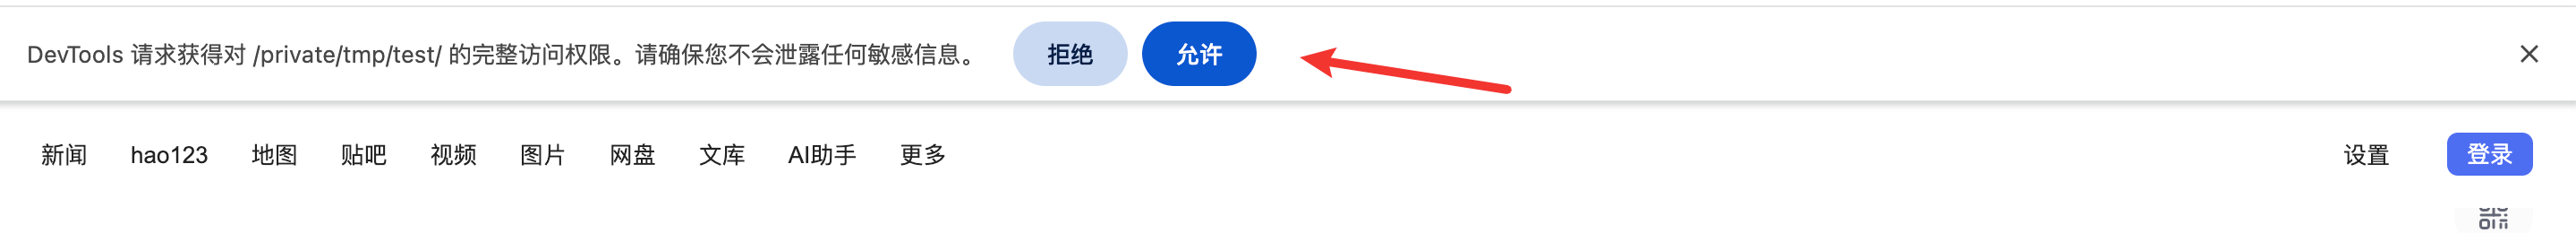 DevTools 请求获得对 /private/tmp/test/ 的完整访问权限。请确保您不会泄露任何敏感信息。 拒绝 允许
新闻 hao123 地图 贴吧 视频 图片 网盘 文库 AI助手 更多 设置 登录